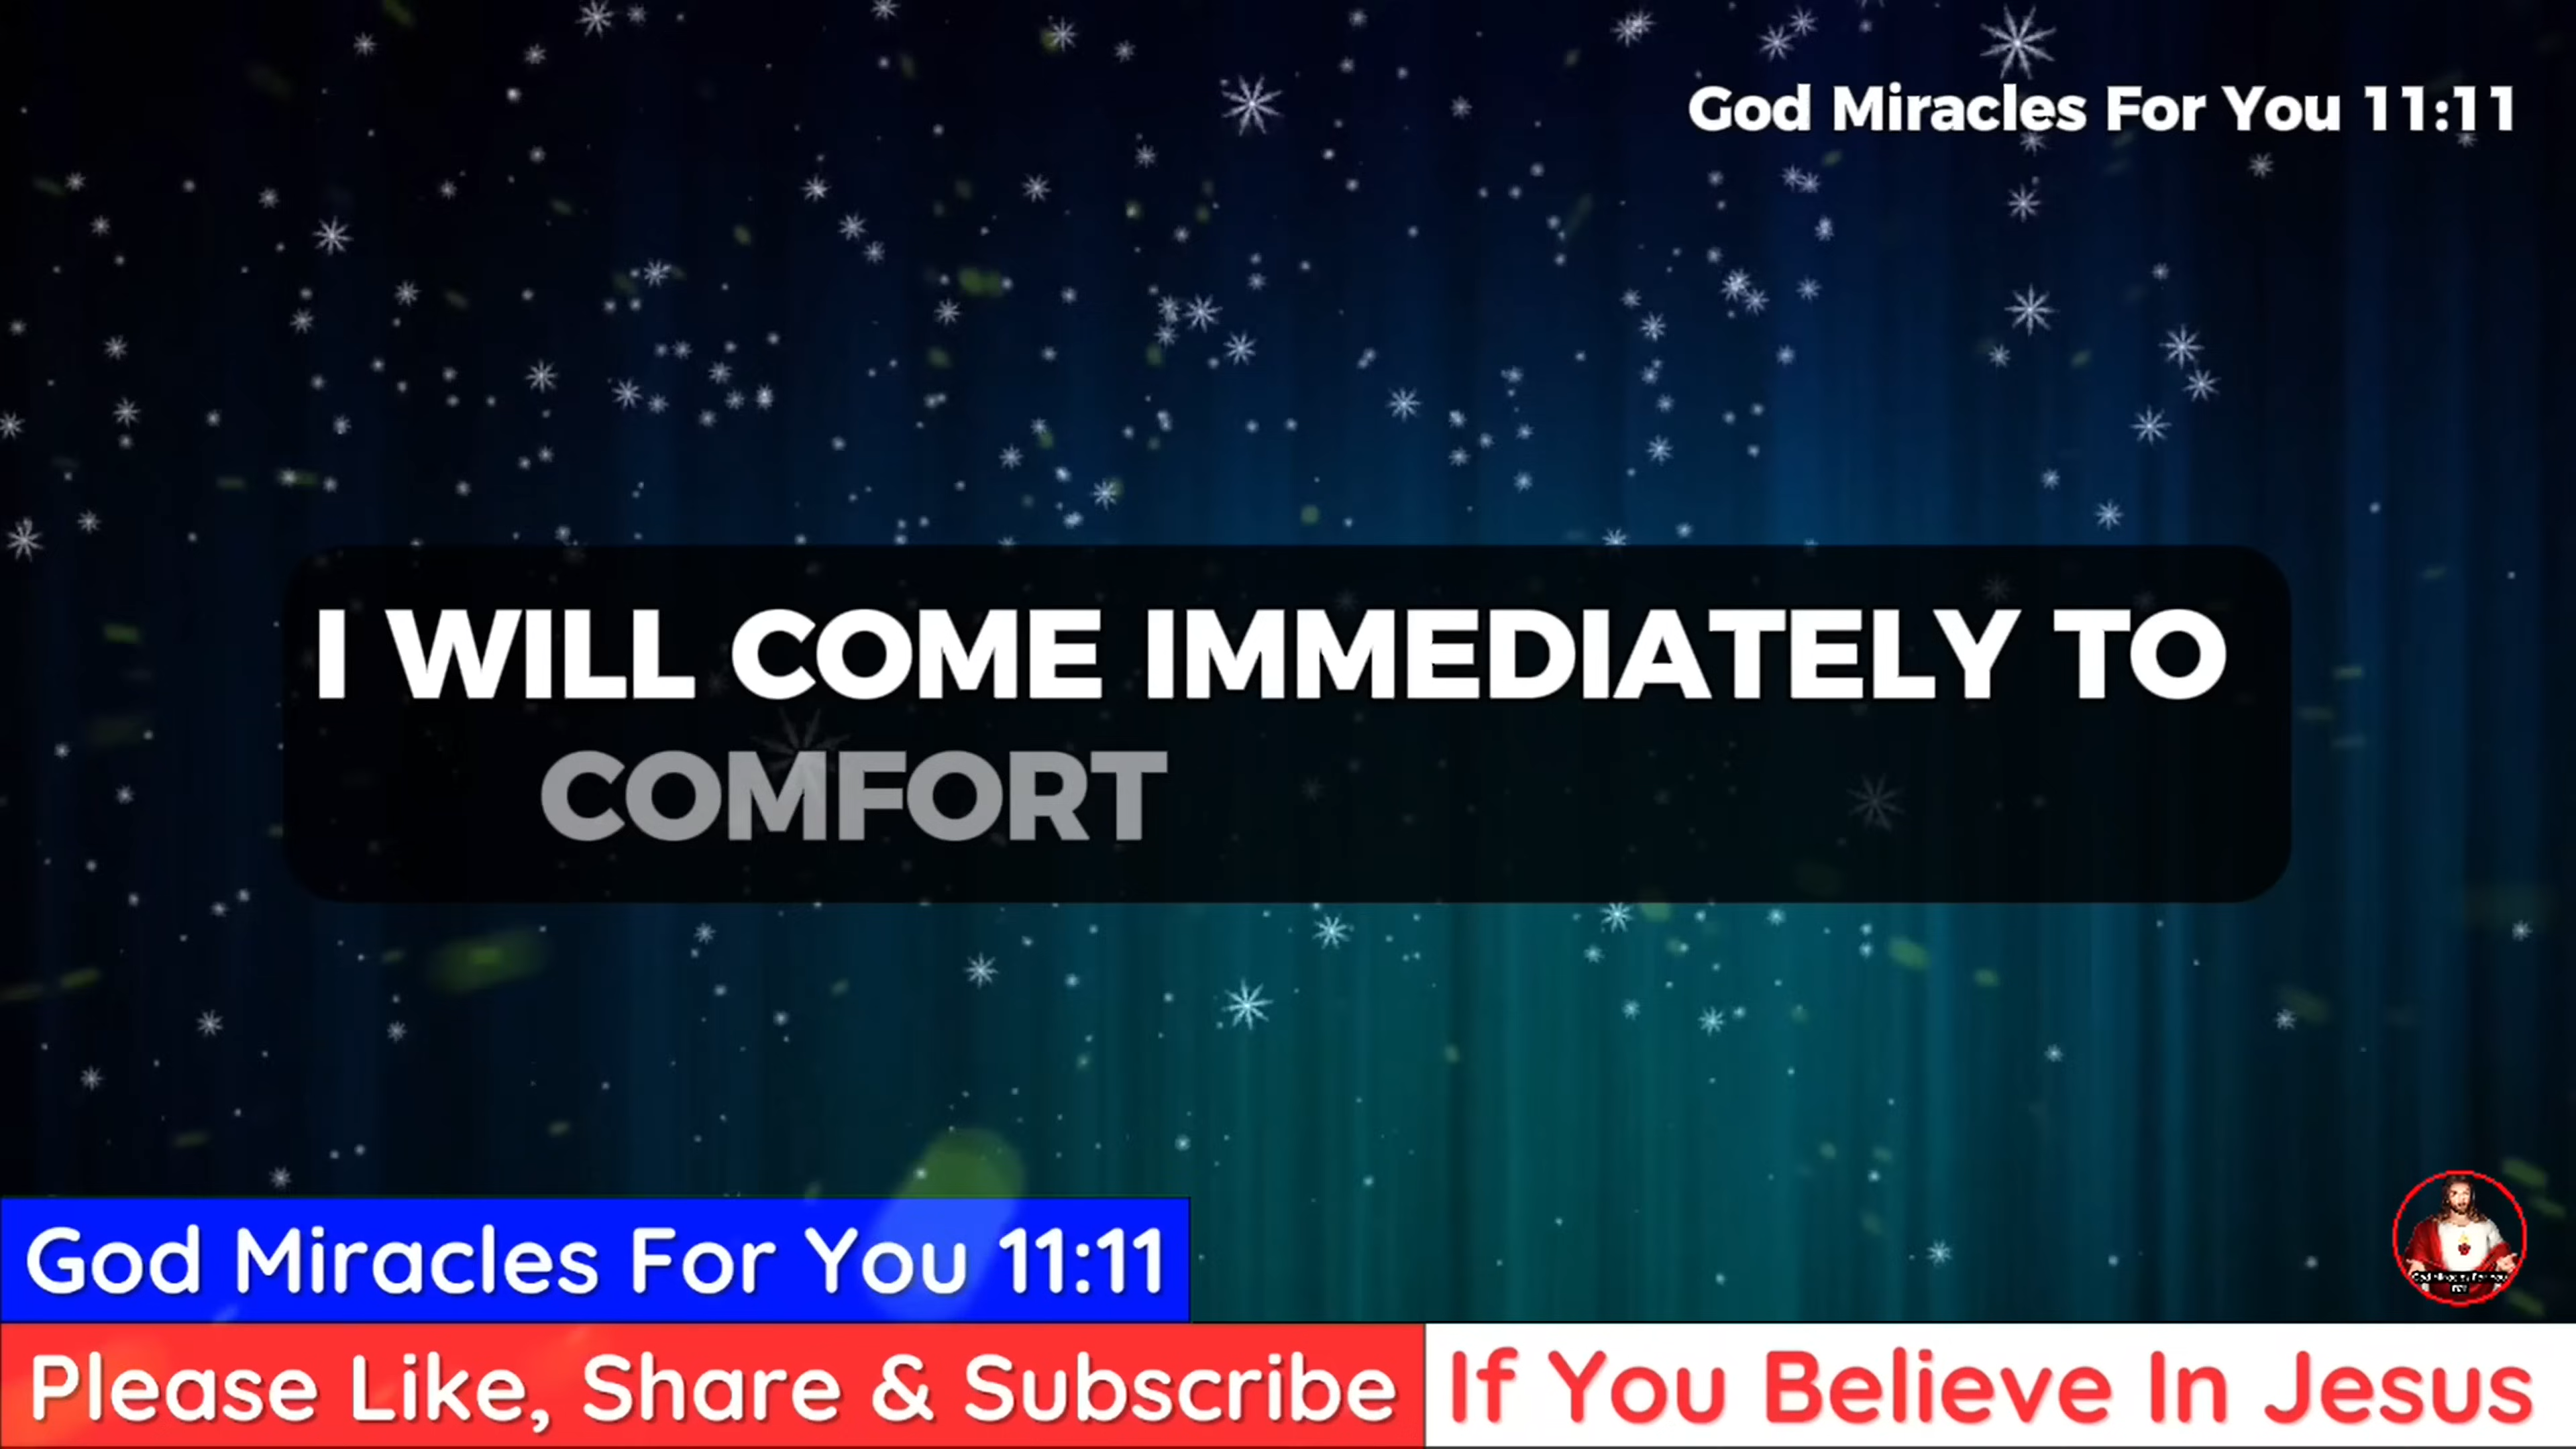 God Miracles For You 11:11
I WILL COME IMMEDIATELY TO
COMFORT
God Miracles For You 11:11
Please Like, Share & Subscribe
If You Believe In Jesus